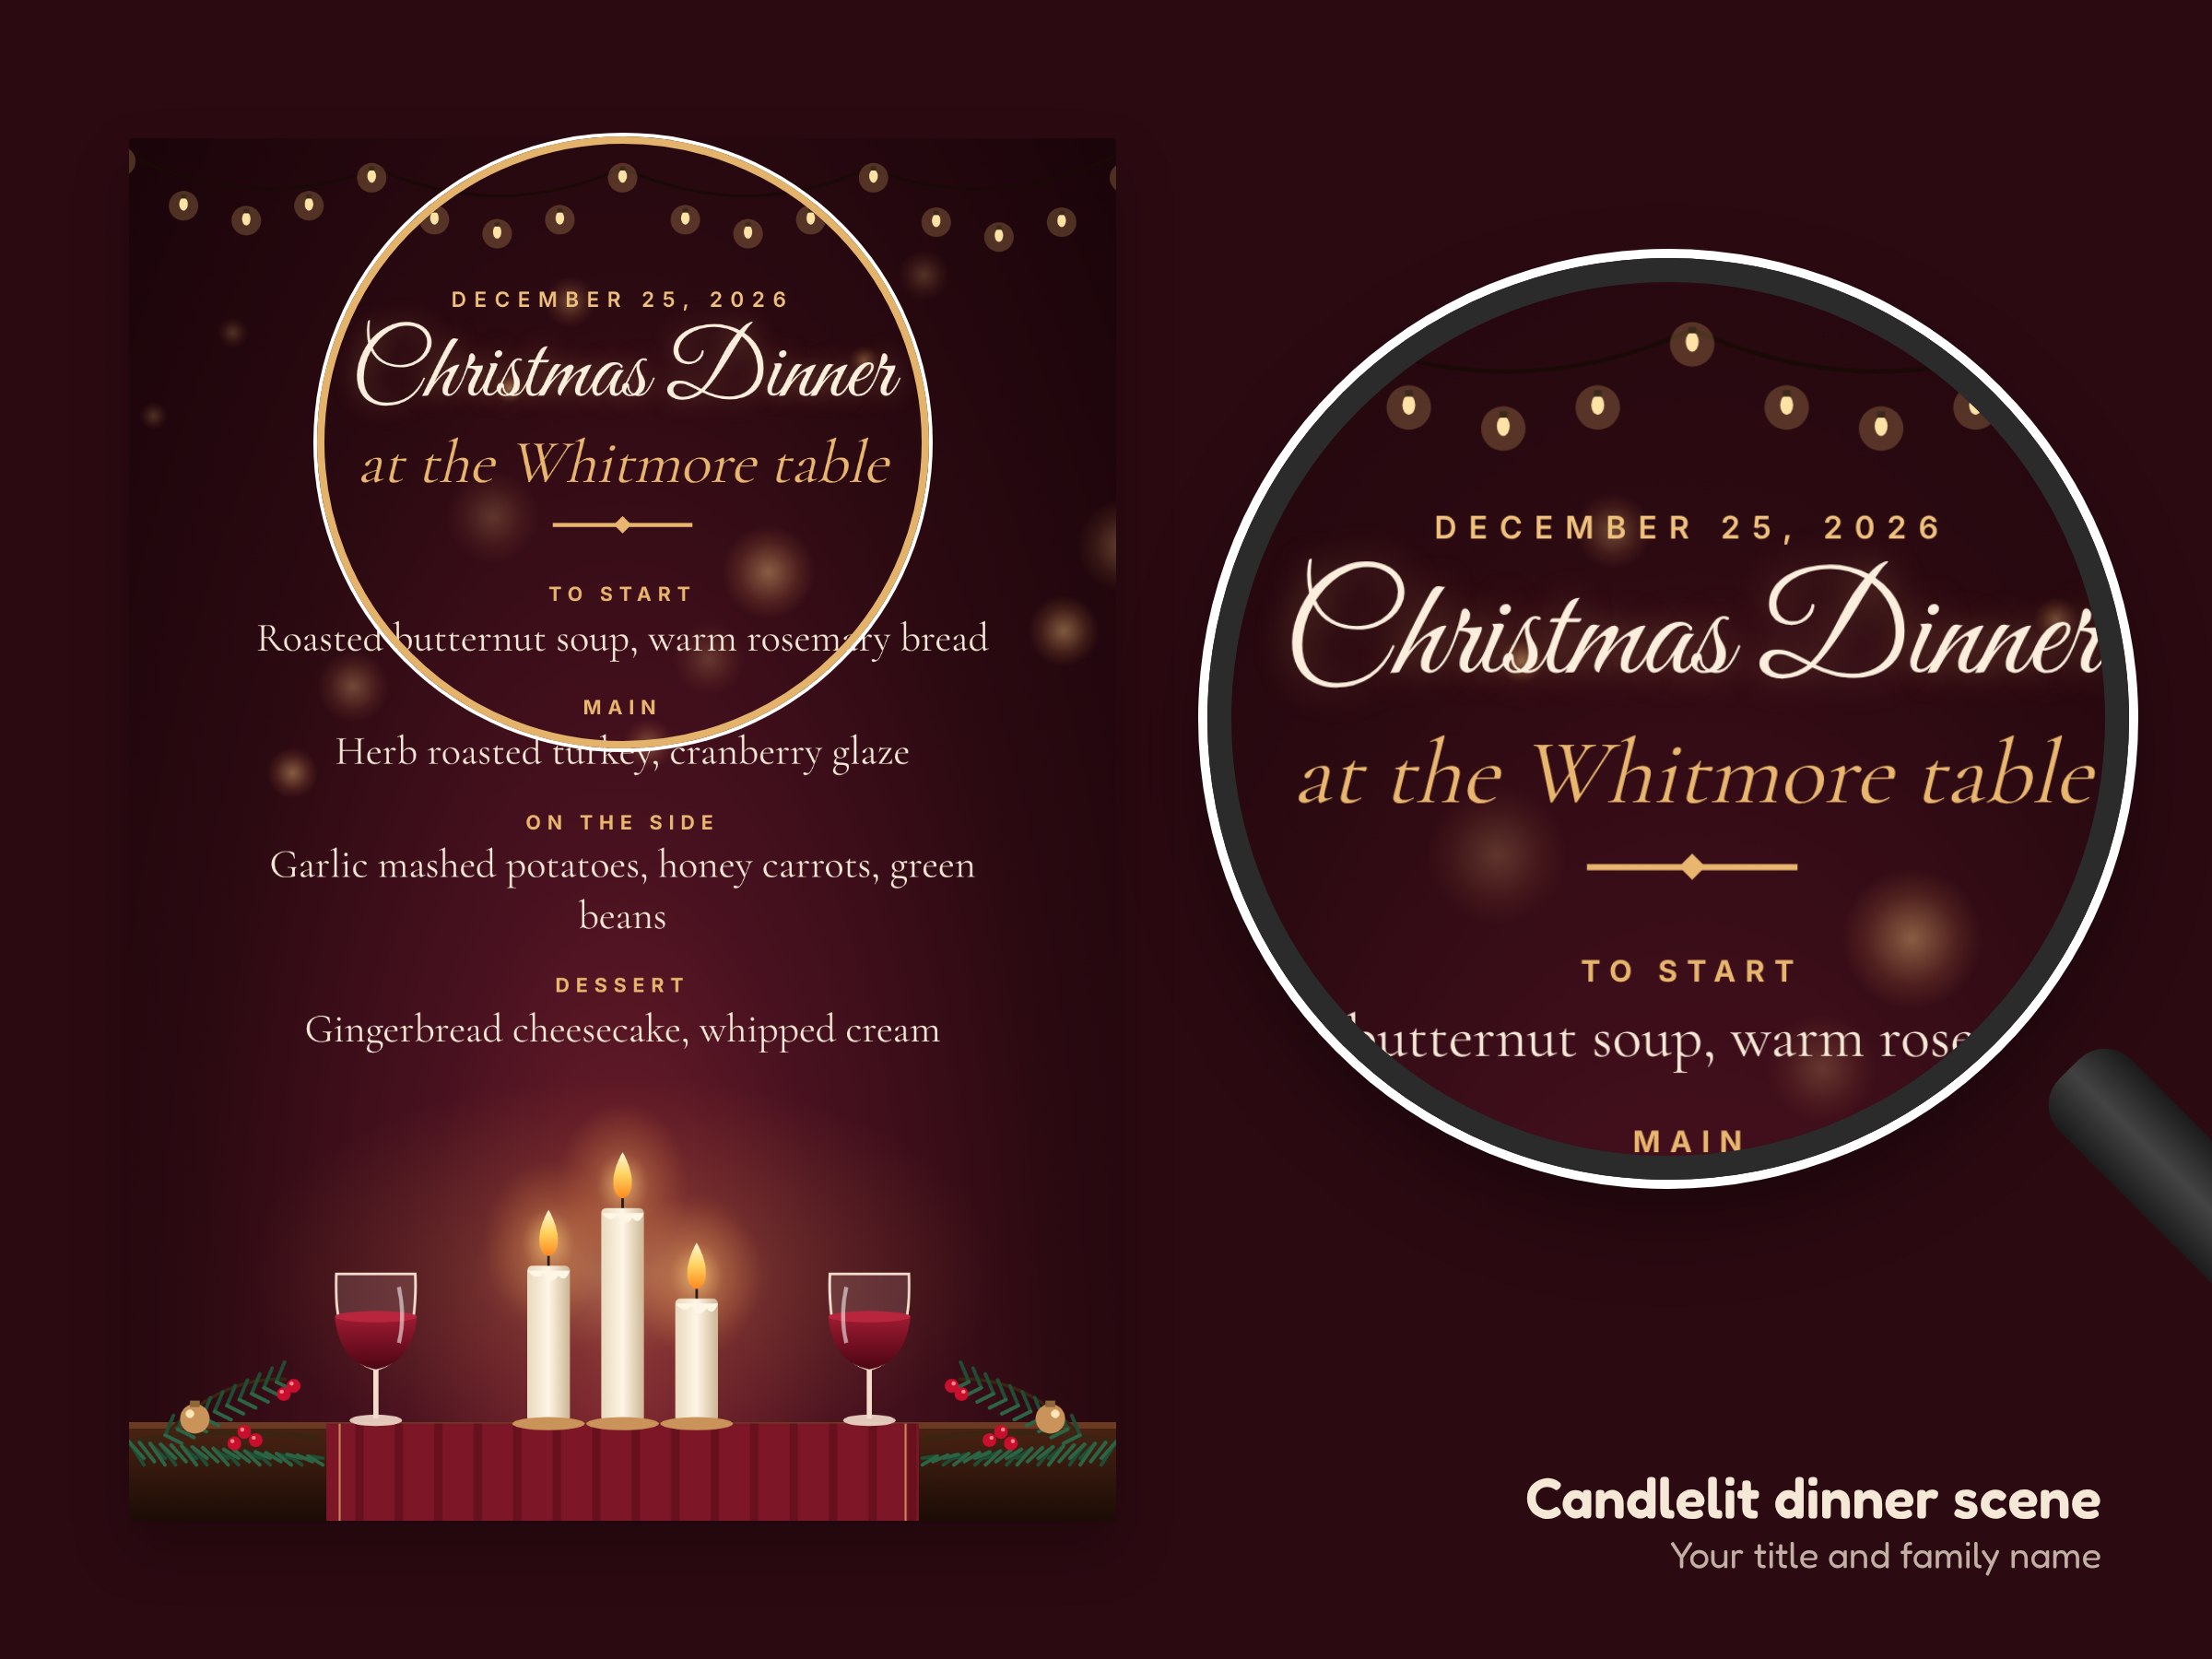 DECEMBER 25, 2026
Christmas Dinner
at the Whitmore table
TO START
Roasted butternut soup, warm rosemary bread
MAIN
Herb roasted turkey, cranberry glaze
ON THE SIDE
Garlic mashed potatoes, honey carrots, green
beans
DESSERT
Gingerbread cheesecake, whipped cream
DECEMBER 25, 2026
Christmas Dinner
at the Whitmore table
TO START
butternut soup, warm rose
MAIN
Candlelit dinner scene
Your title and family name